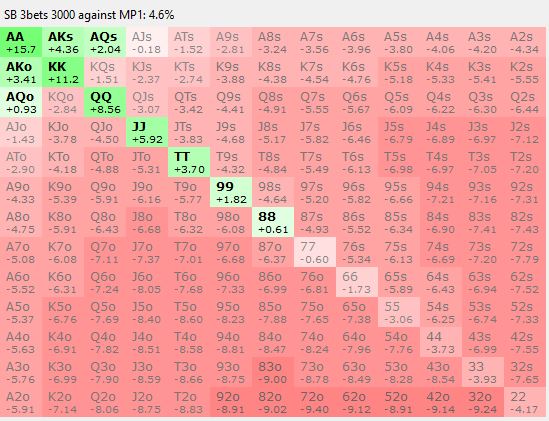 SB 3bets 3000 against MP1: 4.6%
AA AKs AQs AJs ATs A9s A8s A7s A6s A5s A4s A3s A2s
+15.7 +4.36 +2.04 -0.18 -1.52 -2.81 -3.24 -3.56 -3.96 -3.80 -4.06 -4.20 -4.34
AKo KK KQs KJs KTs K9s K8s K7s K6s K5s K4s K3s K2s
+3.41 +11.2 -1.51 -2.37 -2.74 -3.88 -4.38 -4.54 -4.76 -5.18 -5.33 -5.41 -5.55
AQo KQo QQ QJs QTs Q9s Q8s Q7s Q6s Q5s Q4s Q3s Q2s
+0.93 -2.84 +8.56 -3.07 -3.42 -4.41 -4.91 -5.55 -5.67 -6.09 -6.22 -6.30 -6.44
AJo KJo QJo JJ JTs J9s J8s J7s J6s J5s J4s J3s J2s
-1.43 -3.78 -4.50 +5.92 -3.83 -4.68 -5.17 -5.82 -6.46 -6.79 -6.89 -6.97 -7.12
ATo KTo QTo JTo TT T9s T8s T7s T6s T5s T4s T3s T2s
-2.90 -4.18 -4.88 -5.31 +3.70 -4.32 -4.84 -5.49 -6.13 -6.98 -6.97 -7.05 -7.20
A9o K9o Q9o J9o T9o 99 98s 97s 96s 95s 94s 93s 92s
-4.33 -5.39 -5.91 -6.16 -5.77 +1.82 -4.64 -5.20 -5.82 -6.66 -7.21 -7.16 -7.31
A8o K8o Q8o J8o T8o 98o 88 87s 86s 85s 84s 83s 82s
-4.75 -5.91 -6.43 -6.68 -6.32 -6.08 +0.61 -4.93 -5.52 -6.34 -6.90 -7.41 -7.43
A7o K7o Q7o J7o T7o 97o 87o 77 76s 75s 74s 73s 72s
-5.08 -6.08 -7.11 -7.37 -7.01 -6.68 -6.37 -0.60 -5.34 -6.13 -6.69 -7.20 -7.79
A6o K6o Q6o J6o T6o 96o 86o 76o 66 65s 64s 63s 62s
-5.52 -6.31 -7.24 -8.05 -7.68 -7.33 -6.99 -6.81 -1.73 -5.89 -6.43 -6.94 -7.52
A5o K5o Q5o J5o T5o 95o 85o 75o 65o 55 54s 53s 52s
-5.37 -6.76 -7.69 -8.40 -8.60 -8.23 -7.88 -7.65 -7.38 -3.06 -6.25 -6.74 -7.33
A4o K4o Q4o J4o T4o 94o 84o 74o 64o 54o 44 43s 42s
-5.63 -6.91 -7.82 -8.51 -8.58 -8.81 -8.47 -8.24 -7.96 -7.76 -3.73 -6.99 -7.55
A3o K3o Q3o J3o T3o 93o 83o 73o 63o 53o 43o 33 32s
-5.76 -6.99 -7.90 -8.59 -8.66 -8.75 -9.00 -8.78 -8.49 -8.28 -8.54 -3.93 -7.65
A2o K2o Q2o J2o T2o 92o 82o 72o 62o 52o 42o 32o 22
-5.91 -7.14 -8.06 -8.75 -8.83 -8.91 -9.02 -9.40 -9.12 -8.91 -9.14 -9.24 -4.17